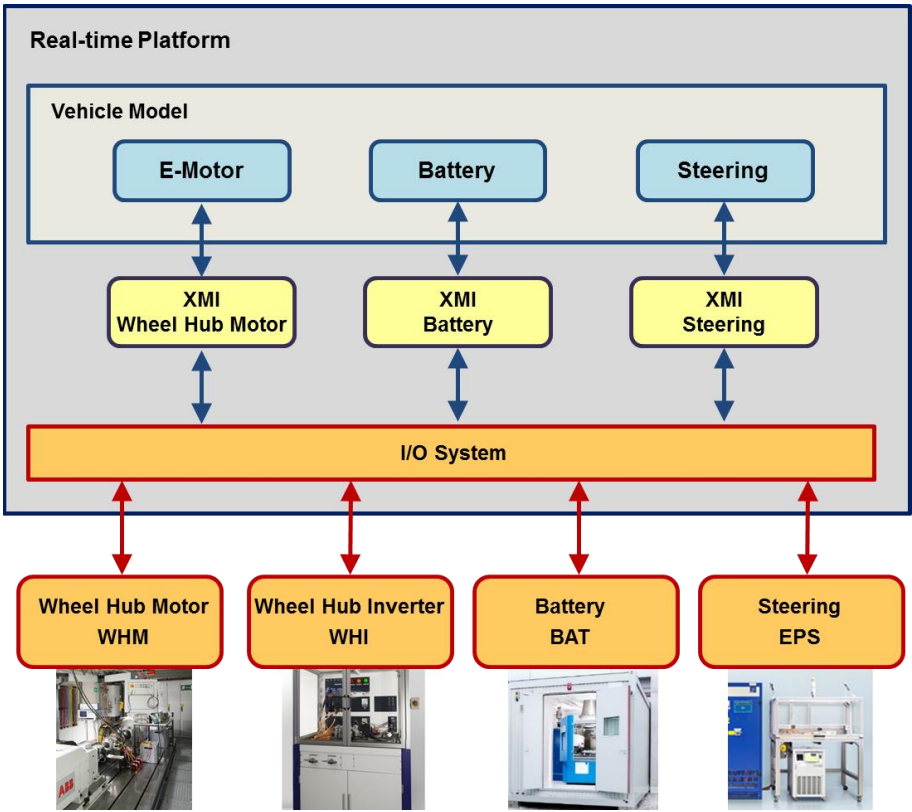 Real-time Platform
Vehicle Model
E-Motor
Battery
Steering
XMI
Wheel Hub Motor
XMI
Battery
XMI
Steering
I/O System
Wheel Hub Motor
WHM
Wheel Hub Inverter
WHI
Battery
BAT
Steering
EPS
ABB